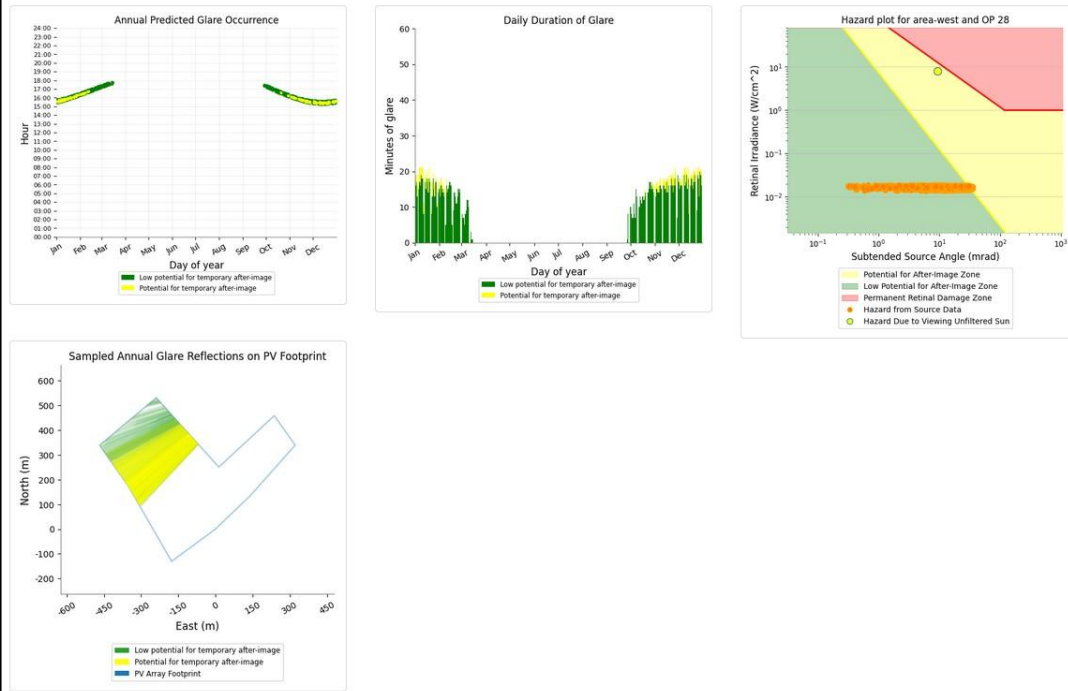 Annual Predicted Glare Occurrence
24:00
23:00
22:00
21:00
20:00
19:00
18:00
17:00
16:00
15:00
14:00
13:00
12:00
11:00
10:00
09:00
08:00
07:00
06:00
05:00
04:00
03:00
02:00
01:00
00:00
Hour
Jan Feb Mar Apr May Jun Jul Aug Sep Oct Nov Dec
Day of year
Low potential for temporary after-image
Potential for temporary after-image
Daily Duration of Glare
60
50
40
30
20
10
0
Minutes of glare
Jan Feb Mar Apr May Jun Jul Aug Sep Oct Nov Dec
Day of year
Low potential for temporary after-image
Potential for temporary after-image
Hazard plot for area-west and OP 28
10¹
10⁰
10⁻¹
10⁻²
Retinal Irradiance (W/cm^2)
10⁻¹ 10⁰ 10¹ 10² 10³
Subtended Source Angle (mrad)
Potential for After-Image Zone
Low Potential for After-Image Zone
Permanent Retinal Damage Zone
Hazard from Source Data
Hazard Due to Viewing Unfiltered Sun
Sampled Annual Glare Reflections on PV Footprint
600
500
400
300
200
100
0
-100
-200
North (m)
-600 -450 -300 -150 0 150 300 450
East (m)
Low potential for temporary after-image
Potential for temporary after-image
PV Array Footprint